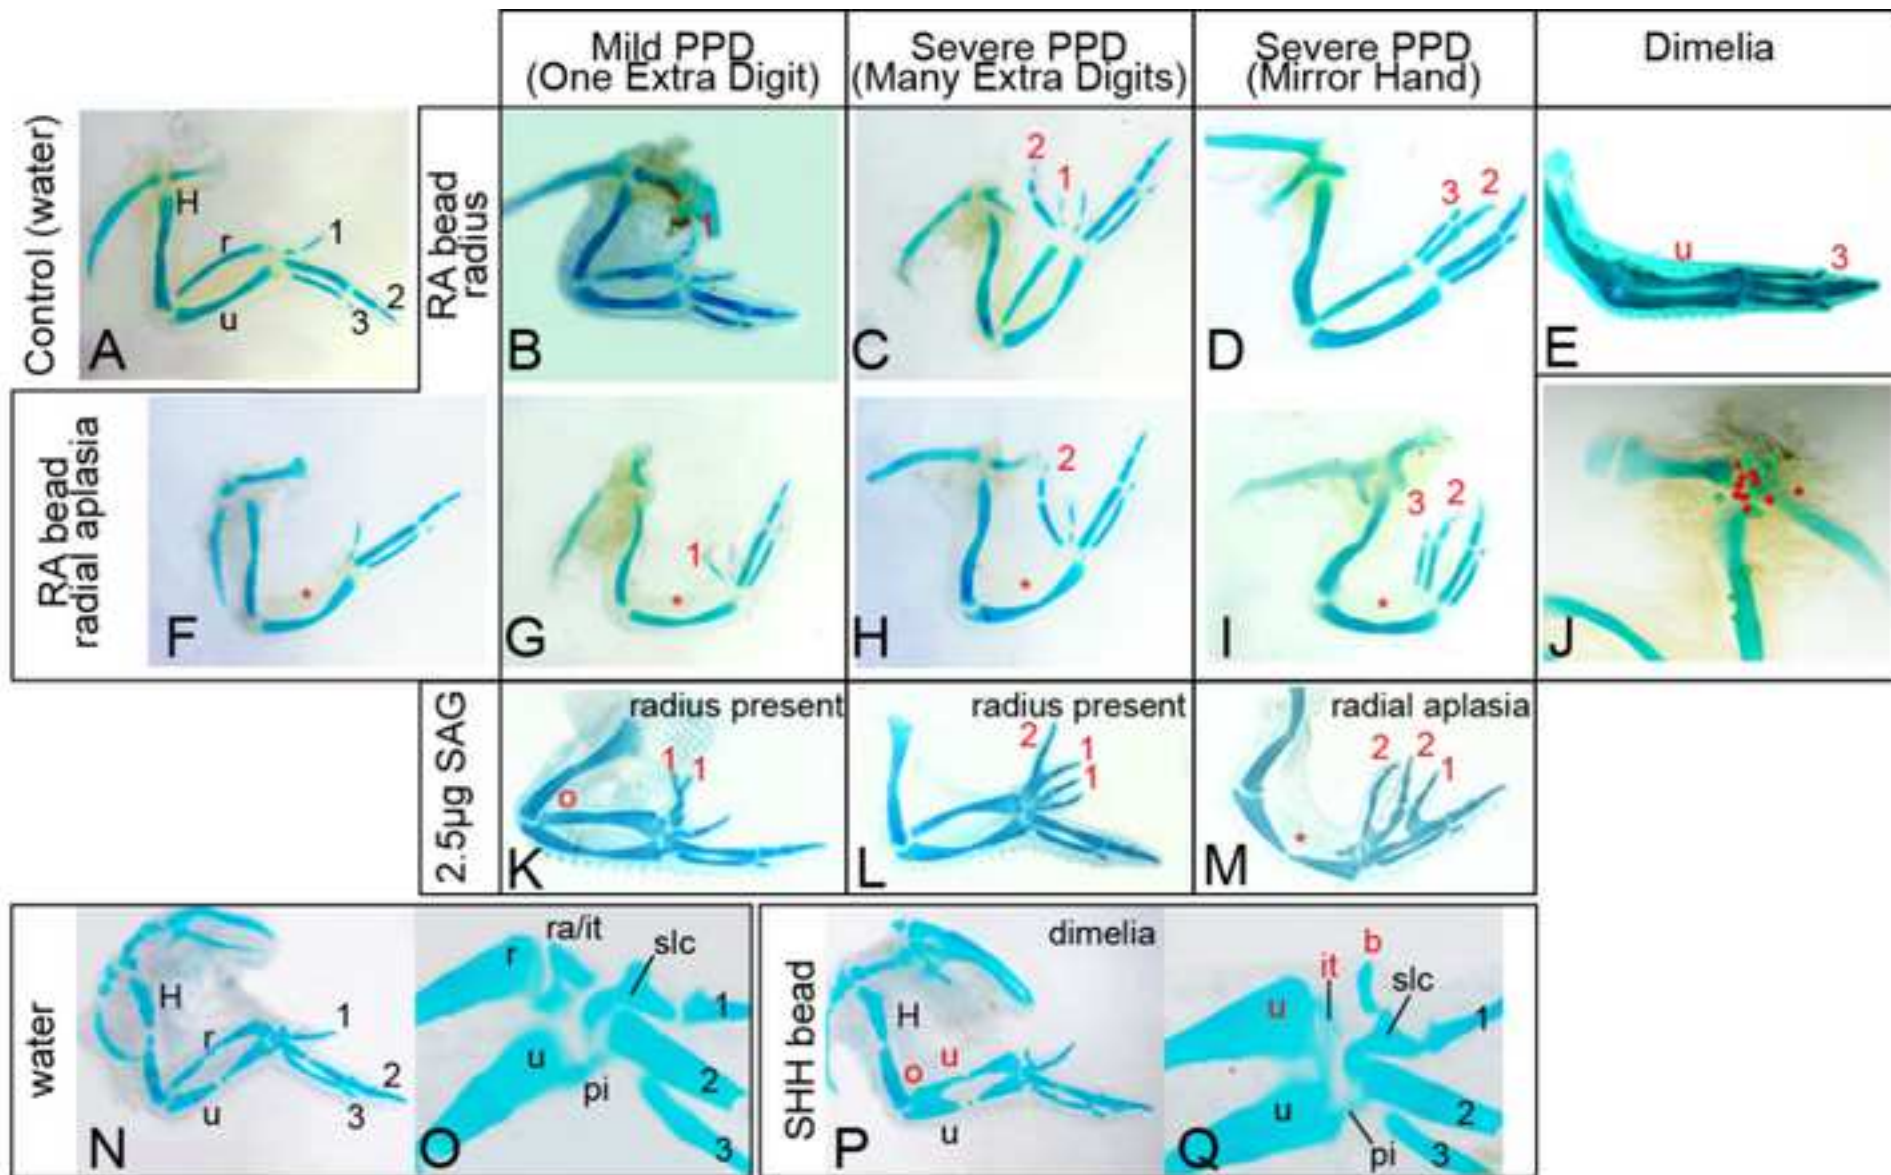 Mild PPD
(One Extra Digit)
Severe PPD
(Many Extra Digits)
Severe PPD
(Mirror Hand)
Dimelia
Control (water)
H
r
u
1
2
3
A
RA bead
radius
1
B
2
1
C
3 2
D
u
3
E
RA bead
radial aplasia
*
F
1
*
G
2
*
H
3 2
*
I
J
2.5µg SAG
radius present
1 1
o
K
radius present
2 1
1
L
radial aplasia
2 2 1
*
M
water
H
r
u
1
2
3
N
ra/it
r
slc
u
pi
1
2
3
O
SHH bead
dimelia
H
o
u
u
P
b
it
slc
u
u
pi
1
2
3
Q